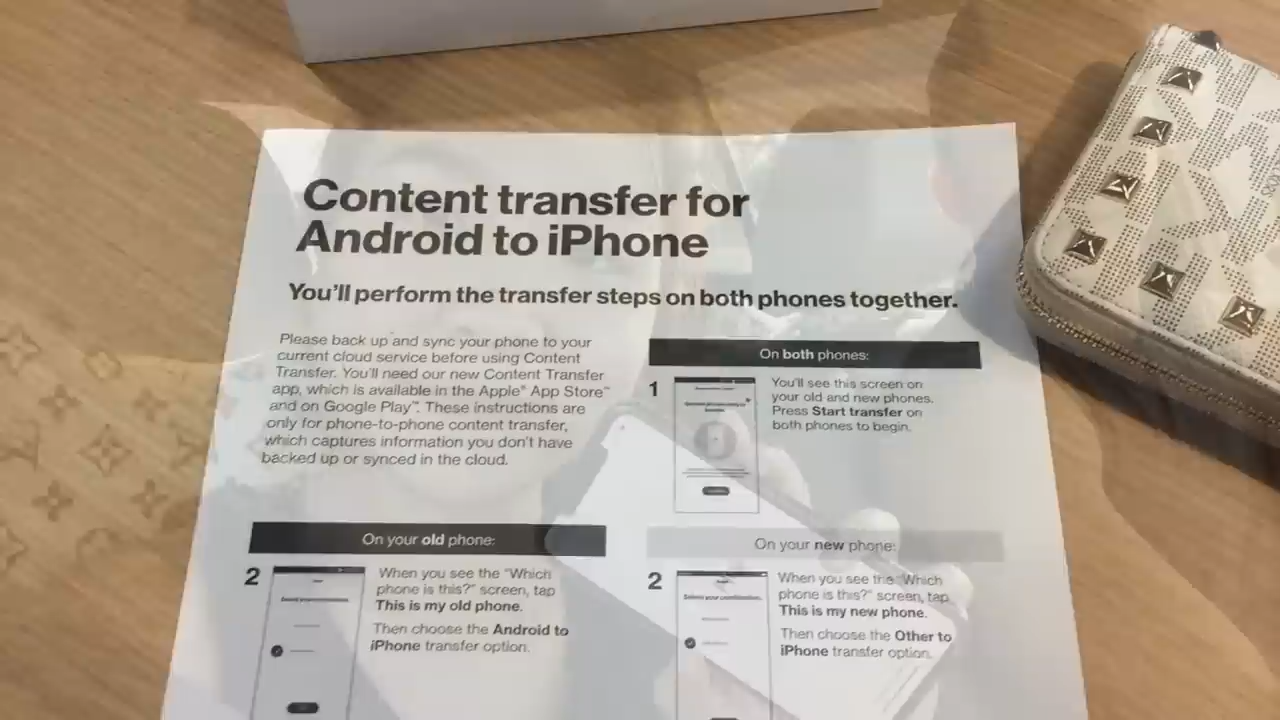 Content transfer for
Android to iPhone
You'll perform the transfer steps on both phones together.
Please back up and sync your phone to your
current cloud service before using Content
Transfer. You'll need our new Content Transfer
app, which is available in the Apple® App Store℠
and on Google Play™. These instructions are
only for phone-to-phone content transfer,
which captures information you don't have
backed up or synced in the cloud.
On both phones:
1
You'll see this screen on
your old and new phones.
Press Start transfer on
both phones to begin.
On your old phone:
2
When you see the "Which
phone is this?" screen, tap
This is my old phone.
Then choose the Android to
iPhone transfer option.
On your new phone:
2
When you see the "Which
phone is this?" screen, tap
This is my new phone.
Then choose the Other to
iPhone transfer option.